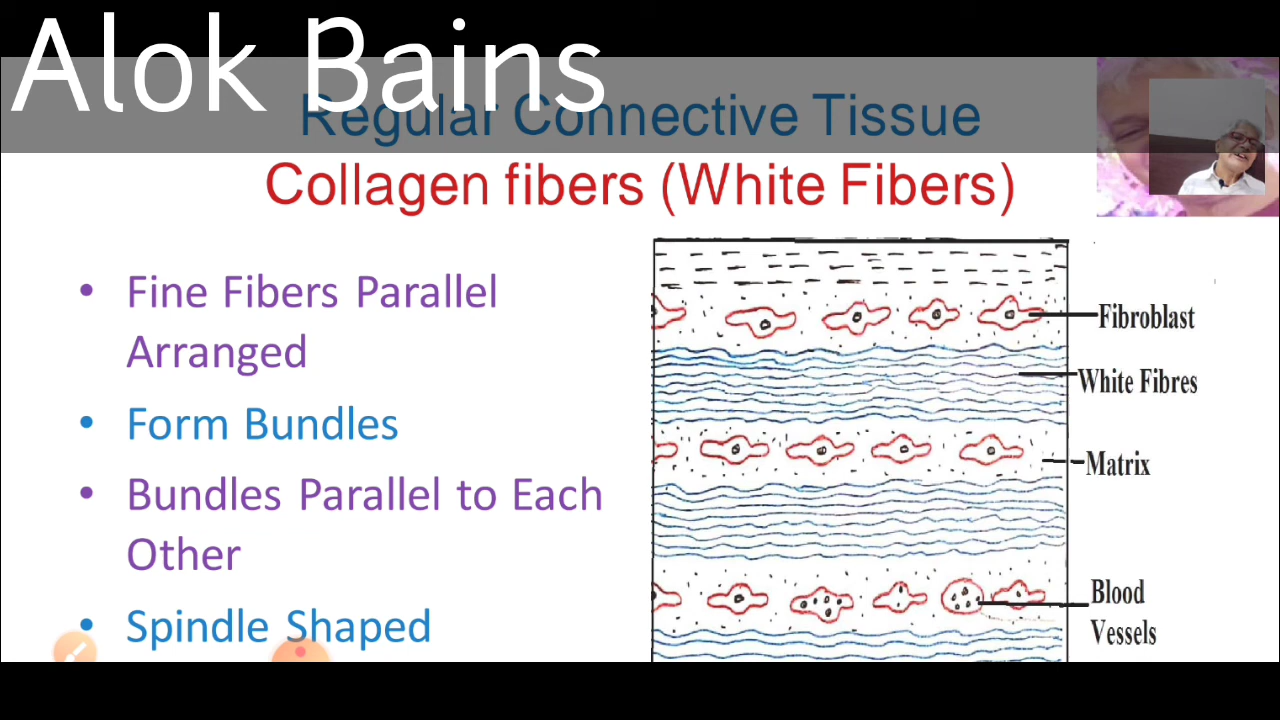 Alok Bains
Regular Connective Tissue
Collagen fibers (White Fibers)
• Fine Fibers Parallel
Arranged
• Form Bundles
• Bundles Parallel to Each
Other
• Spindle Shaped
Fibroblast
White Fibres
Matrix
Blood
Vessels